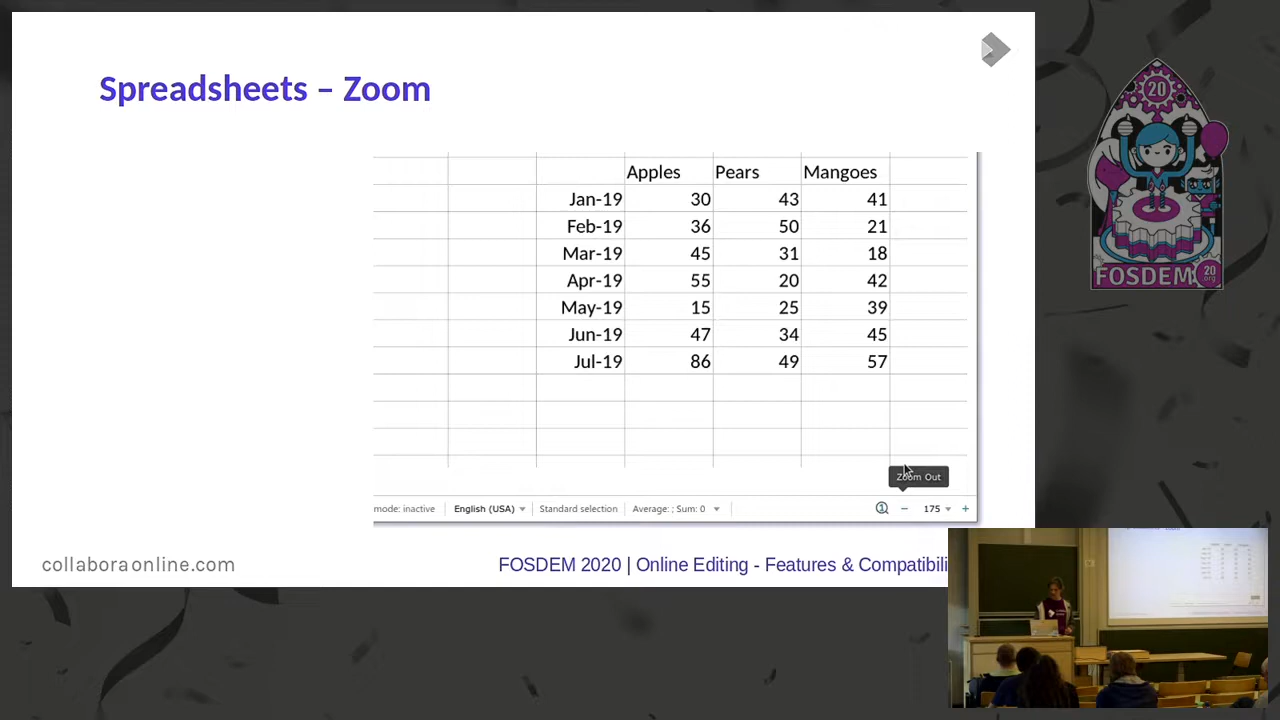 Spreadsheets – Zoom
Apples Pears Mangoes
Jan-19 30 43 41
Feb-19 36 50 21
Mar-19 45 31 18
Apr-19 55 20 42
May-19 15 25 39
Jun-19 47 34 45
Jul-19 86 49 57
Zoom Out
mode: inactive English (USA) Standard selection Average: ; Sum: 0 − 175 +
collaboraonline.com
FOSDEM 2020 | Online Editing - Features & Compatibili
20
FOSDEM 20 .org